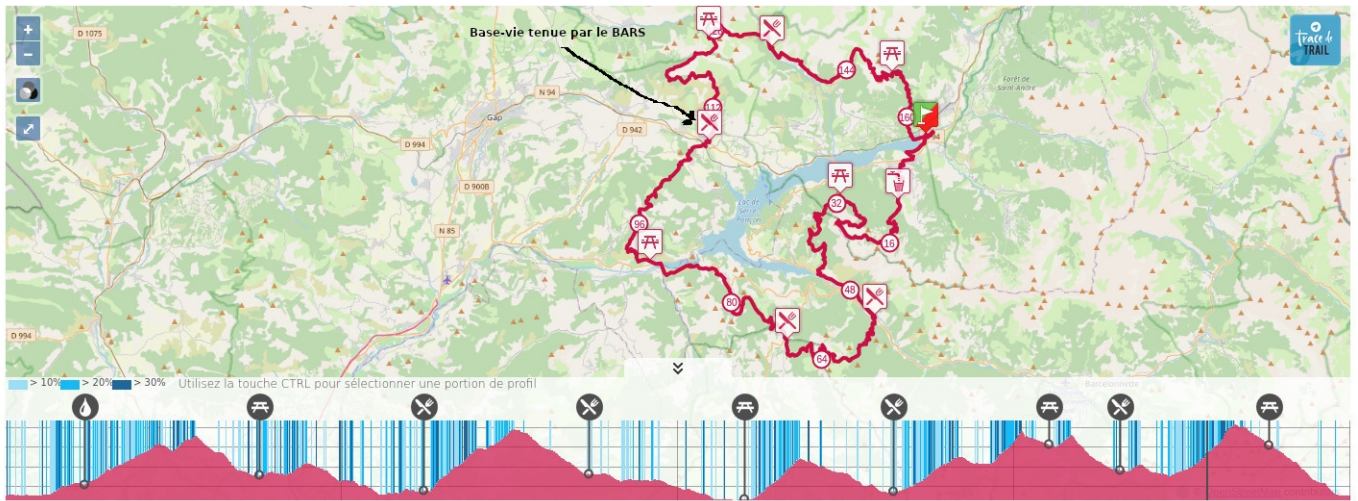 D 1075
Base-vie tenue par le BARS
trace de
TRAIL
144
Forêt de
Saint-André
N 94
Gap
112
160
D 942
D 994
D 900B
Lac de
Serre-
Ponçon
32
96
16
N 85
48
80
D 994
64
> 10%
> 20%
> 30%
Utilisez la touche CTRL pour sélectionner une portion de profil
Barcelonnette